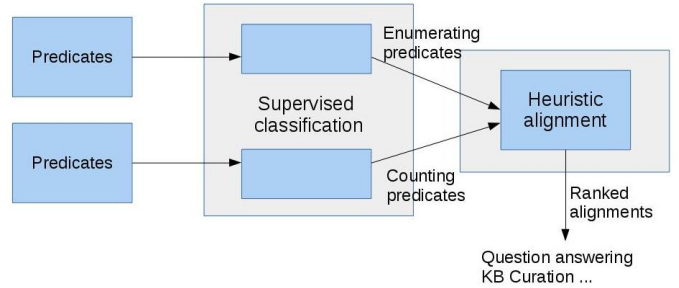 Predicates
Enumerating
predicates
Supervised
classification
Heuristic
alignment
Predicates
Counting
predicates
Ranked
alignments
Question answering
KB Curation ...